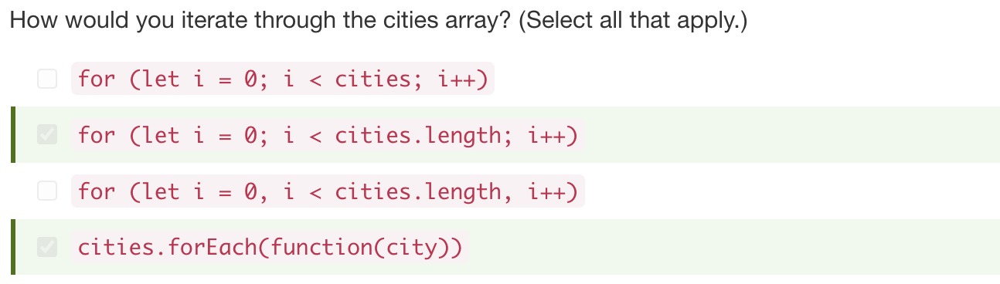 How would you iterate through the cities array? (Select all that apply.)
for (let i = 0; i < cities; i++)
for (let i = 0; i < cities.length; i++)
for (let i = 0, i < cities.length, i++)
cities.forEach(function(city))